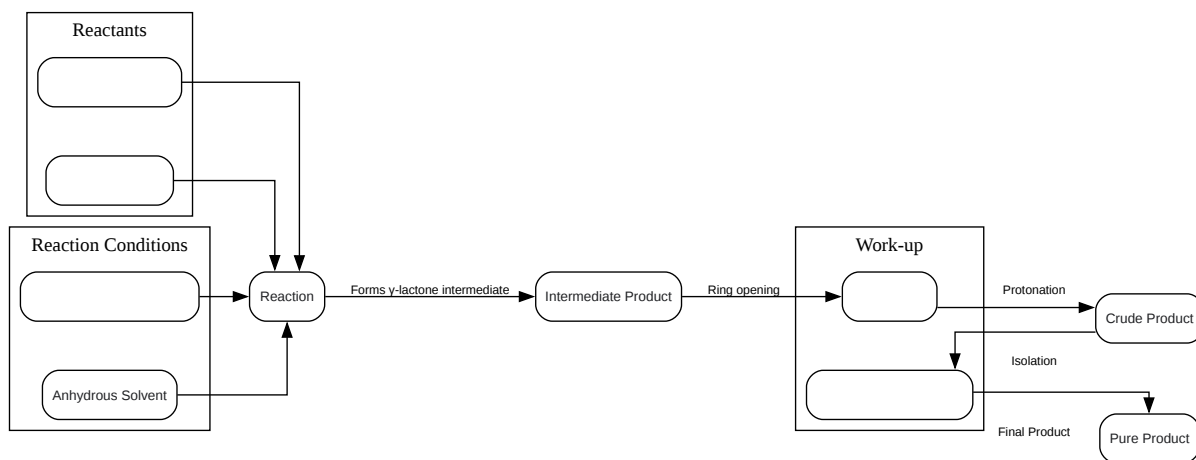 Reactants
Reaction Conditions
Anhydrous Solvent
Reaction
Forms γ-lactone intermediate
Intermediate Product
Ring opening
Work-up
Protonation
Crude Product
Isolation
Final Product
Pure Product